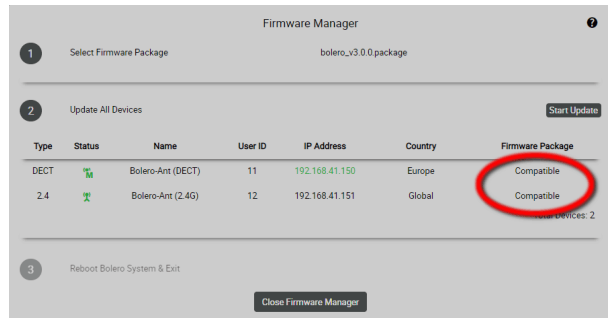 Firmware Manager ?
1 Select Firmware Package bolero_v3.0.0.package
2 Update All Devices Start Update
Type Status Name User ID IP Address Country Firmware Package
DECT M Bolero-Ant (DECT) 11 192.168.41.150 Europe Compatible
2.4 Bolero-Ant (2.4G) 12 192.168.41.151 Global Compatible
Total Devices: 2
3 Reboot Bolero System & Exit
Close Firmware Manager